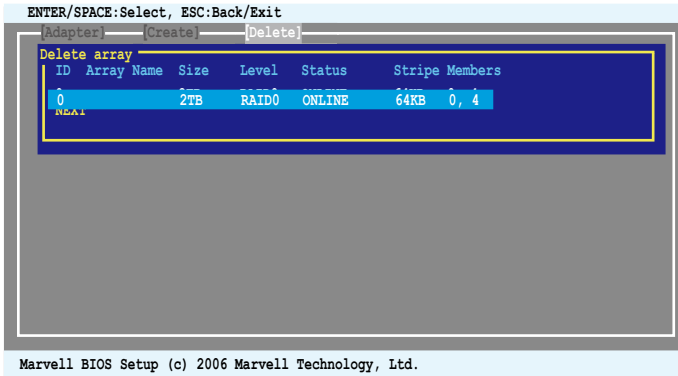 ENTER/SPACE:Select, ESC:Back/Exit
[Adapter] [Create] [Delete]
Delete array
ID Array Name Size Level Status Stripe Members
0 2TB RAID0 ONLINE 64KB 0, 4
NEXT
Marvell BIOS Setup (c) 2006 Marvell Technology, Ltd.